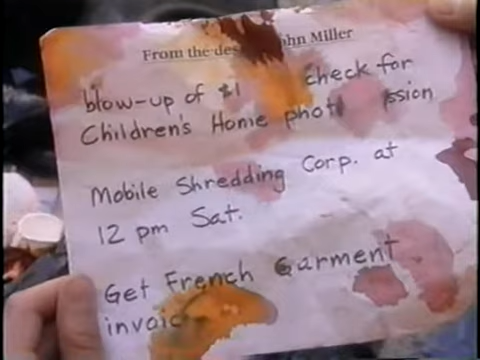 From the des hn Miller
blow-up of $1 check for
Children's Home phot ssion
Mobile Shredding Corp. at
12 pm Sat.
Get French Garment
invoic